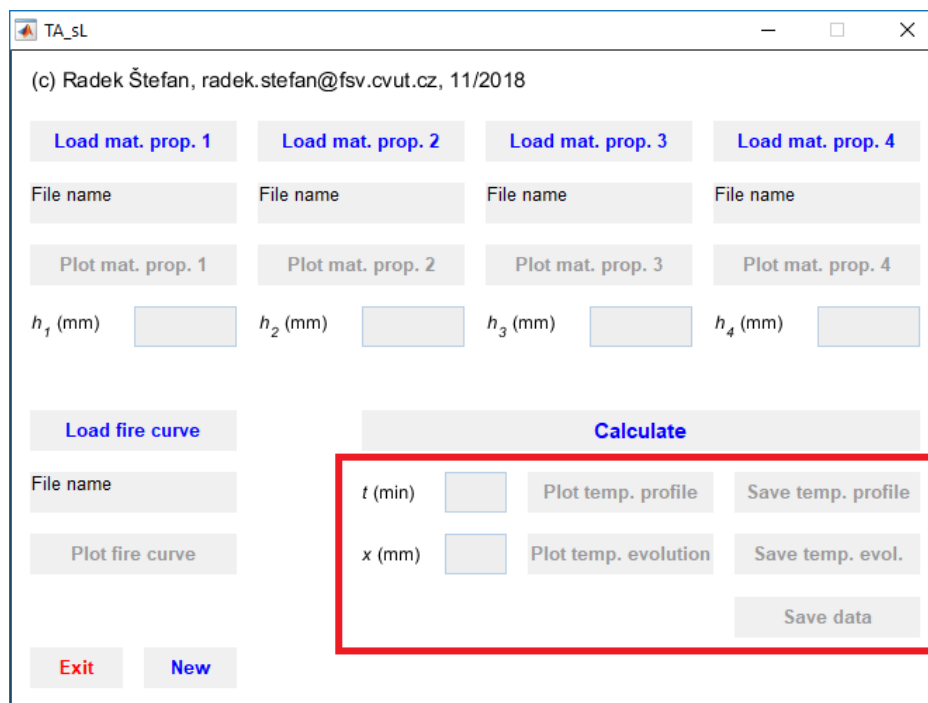 TA_sL
(c) Radek Štefan, radek.stefan@fsv.cvut.cz, 11/2018
Load mat. prop. 1 Load mat. prop. 2 Load mat. prop. 3 Load mat. prop. 4
File name File name File name File name
Plot mat. prop. 1 Plot mat. prop. 2 Plot mat. prop. 3 Plot mat. prop. 4
h1 (mm) h2 (mm) h3 (mm) h4 (mm)
Load fire curve Calculate
File name t (min) Plot temp. profile Save temp. profile
Plot fire curve x (mm) Plot temp. evolution Save temp. evol.
Save data
Exit New